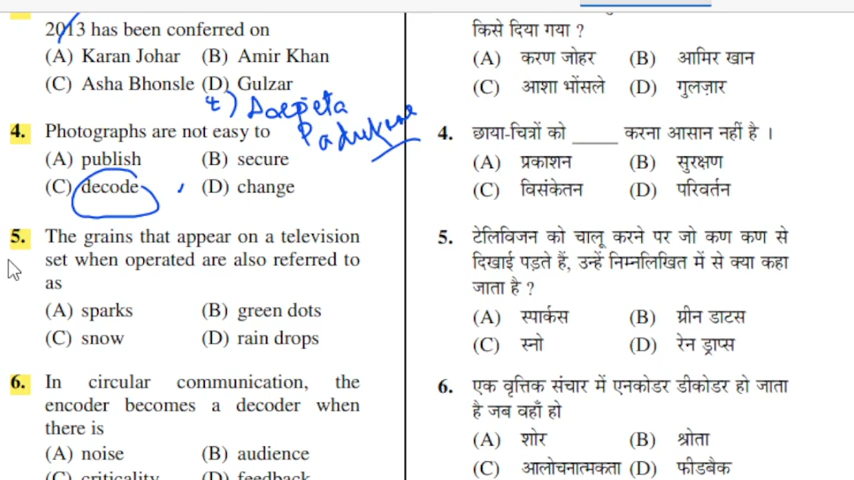 2013 has been conferred on
(A) Karan Johar (B) Amir Khan
(C) Asha Bhonsle (D) Gulzar
4. Photographs are not easy to
(A) publish (B) secure
(C) decode (D) change
5. The grains that appear on a television
set when operated are also referred to
as
(A) sparks (B) green dots
(C) snow (D) rain drops
6. In circular communication, the
encoder becomes a decoder when
there is
(A) noise (B) audience
(C) criticality (D) feedback
किसे दिया गया ?
(A) करण जोहर (B) आमिर खान
(C) आशा भोंसले (D) गुलज़ार
4. छाया-चित्रों को _____ करना आसान नहीं है ।
(A) प्रकाशन (B) सुरक्षण
(C) विसंकेतन (D) परिवर्तन
5. टेलिविजन को चालू करने पर जो कण कण से
दिखाई पड़ते हैं, उन्हें निम्नलिखित में से क्या कहा
जाता है ?
(A) स्पार्कस (B) ग्रीन डाटस
(C) स्नो (D) रेन ड्राप्स
6. एक वृत्तिक संचार में एनकोडर डीकोडर हो जाता
है जब वहाँ हो
(A) शोर (B) श्रोता
(C) आलोचनात्मकता (D) फीडबैक